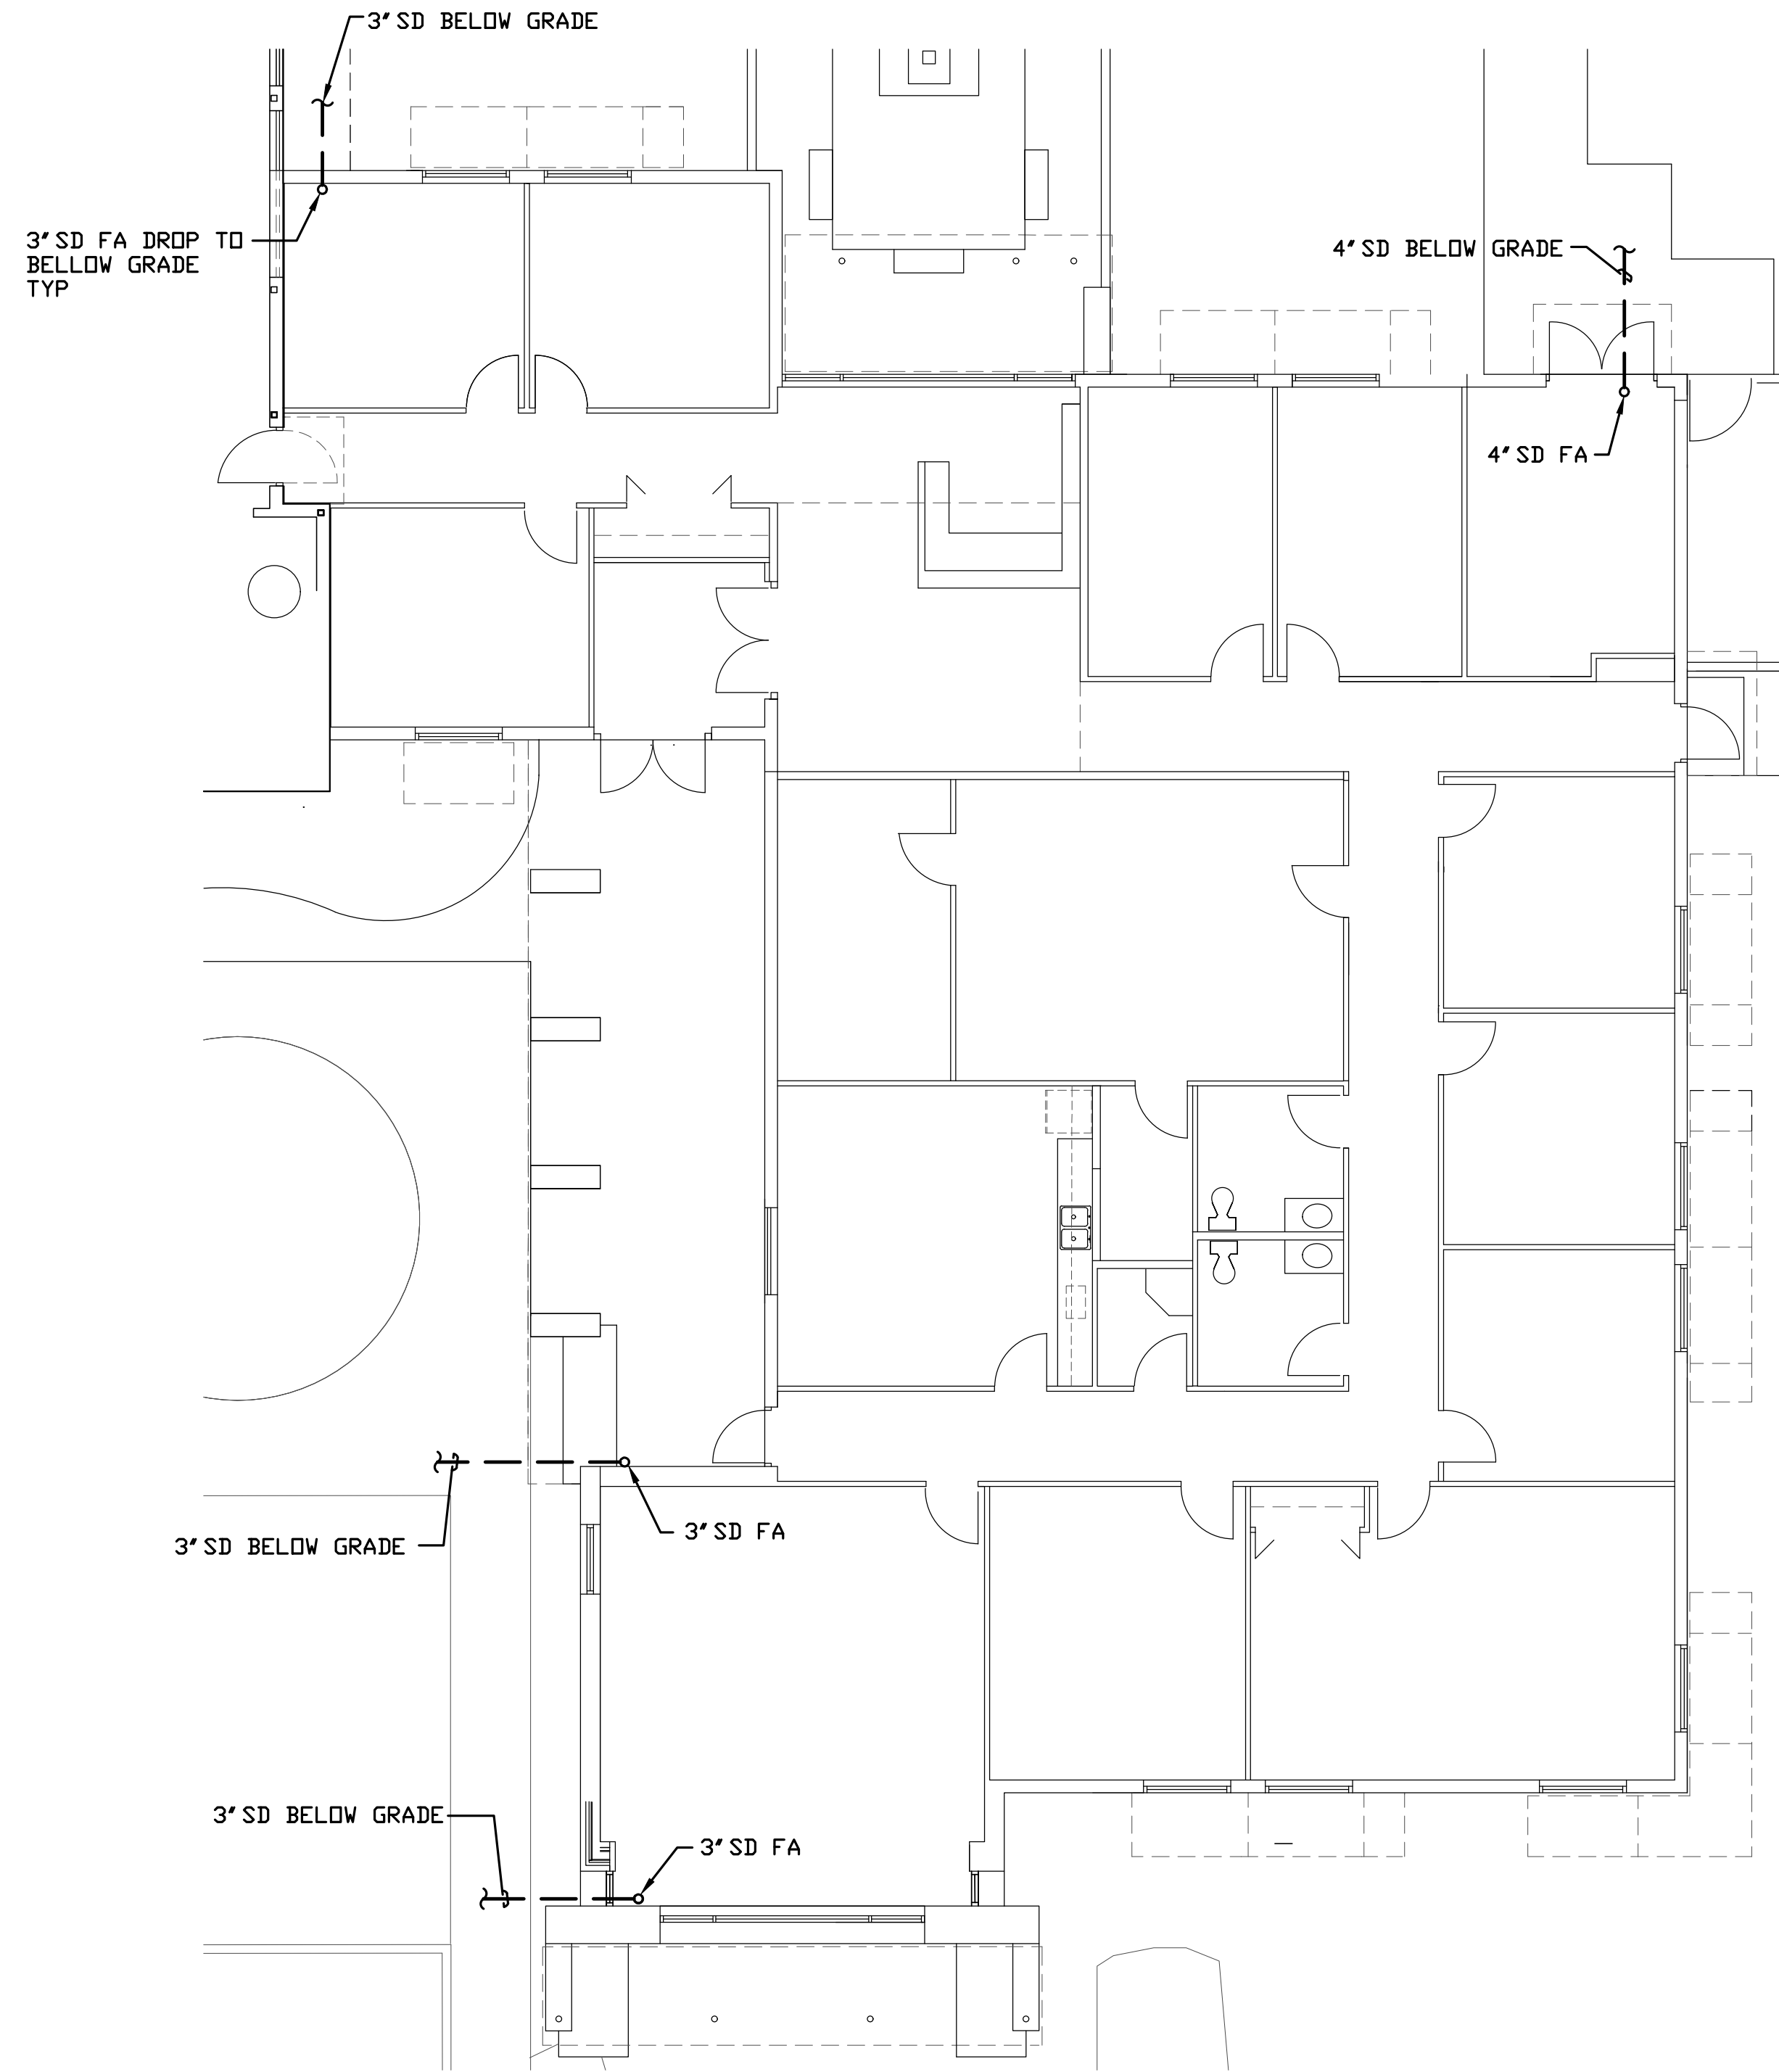 3" SD BELOW GRADE
3" SD FA DROP TO
BELLOW GRADE
TYP
4" SD BELOW GRADE
4" SD FA
3" SD FA
3" SD BELOW GRADE
3" SD BELOW GRADE
3" SD FA